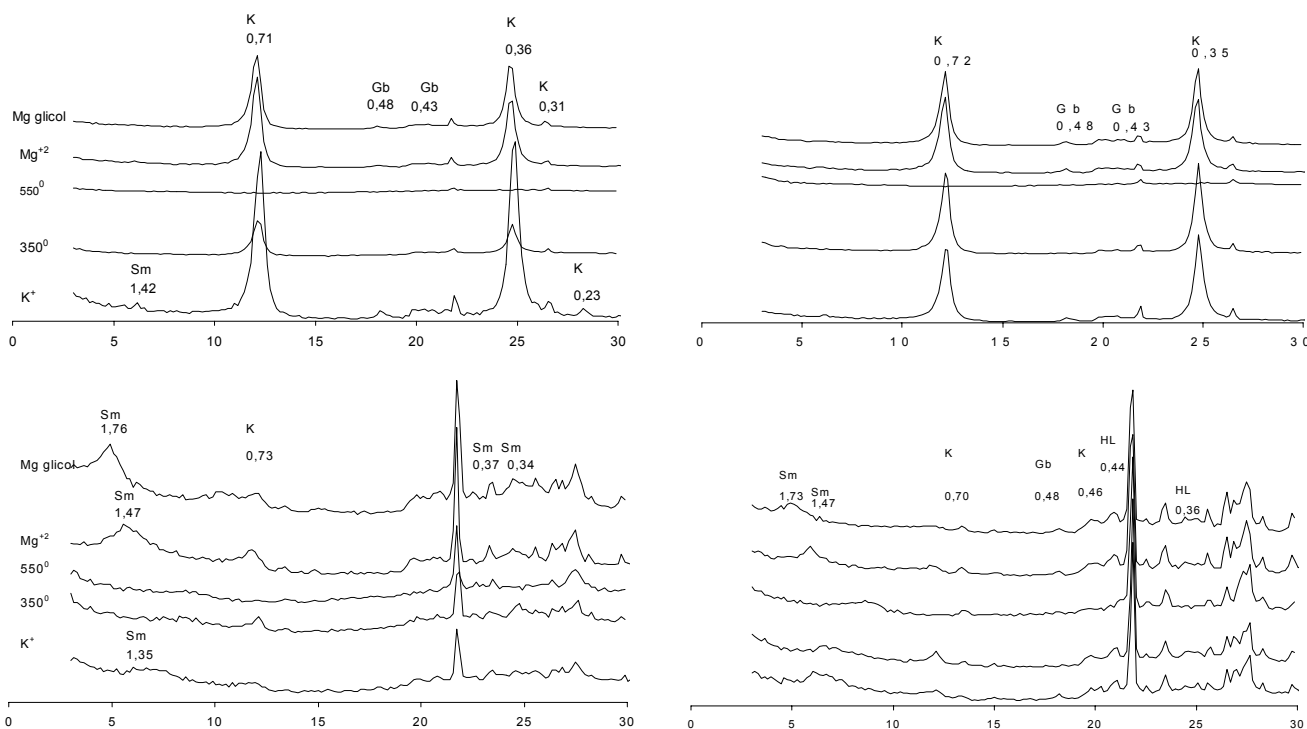 K
0,71
K
0,36
Gb
0,48
Gb
0,43
K
0,31
Mg glicol
Mg+2
550⁰
350⁰
K+
Sm
1,42
K
0,23
0 5 10 15 20 25 30
K
0,72
K
0,35
Gb
0,48
Gb
0,43
0 5 10 15 20 25 30
Sm
1,76
K
0,73
Sm Sm
0,37 0,34
Mg glicol
Sm
1,47
Mg+2
550⁰
350⁰
K+
Sm
1,35
0 5 10 15 20 25 30
Sm
1,73
Sm
1,47
K
0,70
Gb
0,48
K
0,46
HL
0,44
HL
0,36
0 5 10 15 20 25 30